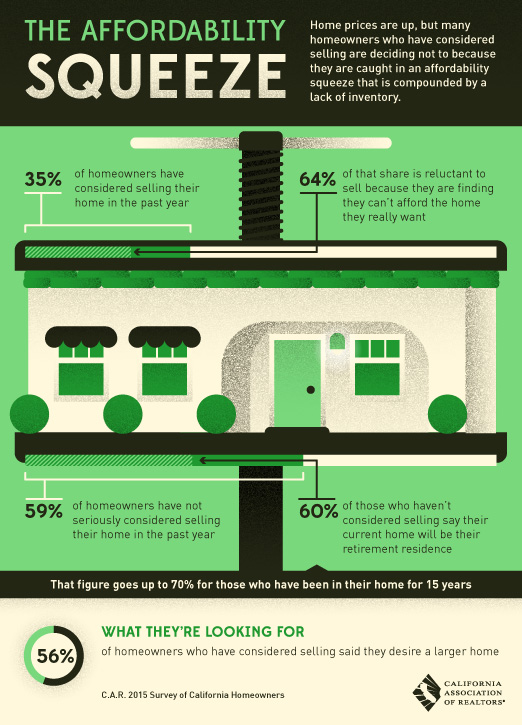 THE AFFORDABILITY
SQUEEZE
Home prices are up, but many
homeowners who have considered
selling are deciding not to because
they are caught in an affordability
squeeze that is compounded by a
lack of inventory.
35%
of homeowners have
considered selling their
home in the past year
64%
of that share is reluctant to
sell because they are finding
they can't afford the home
they really want
59%
of homeowners have not
seriously considered selling
their home in the past year
60%
of those who haven't
considered selling say their
current home will be their
retirement residence
That figure goes up to 70% for those who have been in their home for 15 years
56%
WHAT THEY'RE LOOKING FOR
of homeowners who have considered selling said they desire a larger home
C.A.R. 2015 Survey of California Homeowners
CALIFORNIA
ASSOCIATION
OF REALTORS®